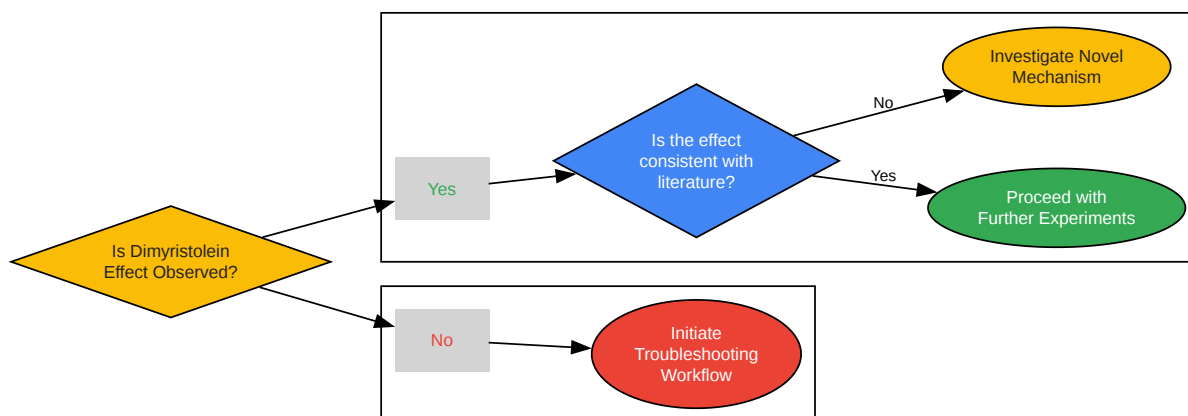 Is Dimyristolein
Effect Observed?
Yes
Is the effect
consistent with
literature?
No
Investigate Novel
Mechanism
Yes
Proceed with
Further Experiments
No
Initiate
Troubleshooting
Workflow